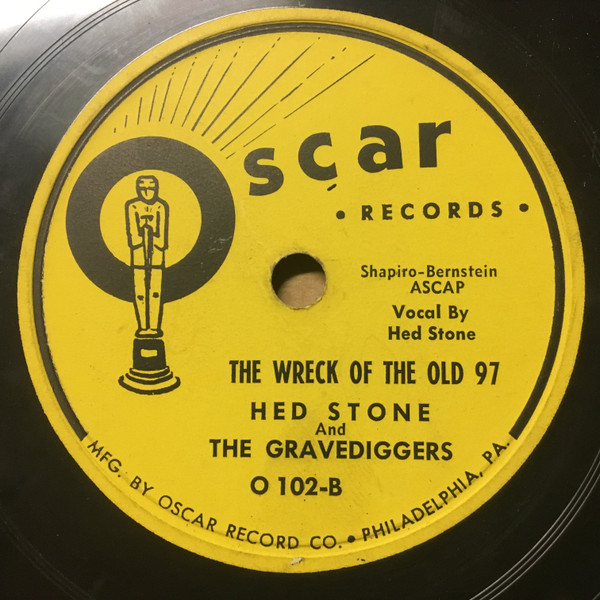 Oscar
• RECORDS •
Shapiro-Bernstein
ASCAP
Vocal By
Hed Stone
THE WRECK OF THE OLD 97
HED STONE
And
THE GRAVEDIGGERS
O 102-B
MFG. BY OSCAR RECORD CO. • PHILADELPHIA, PA.